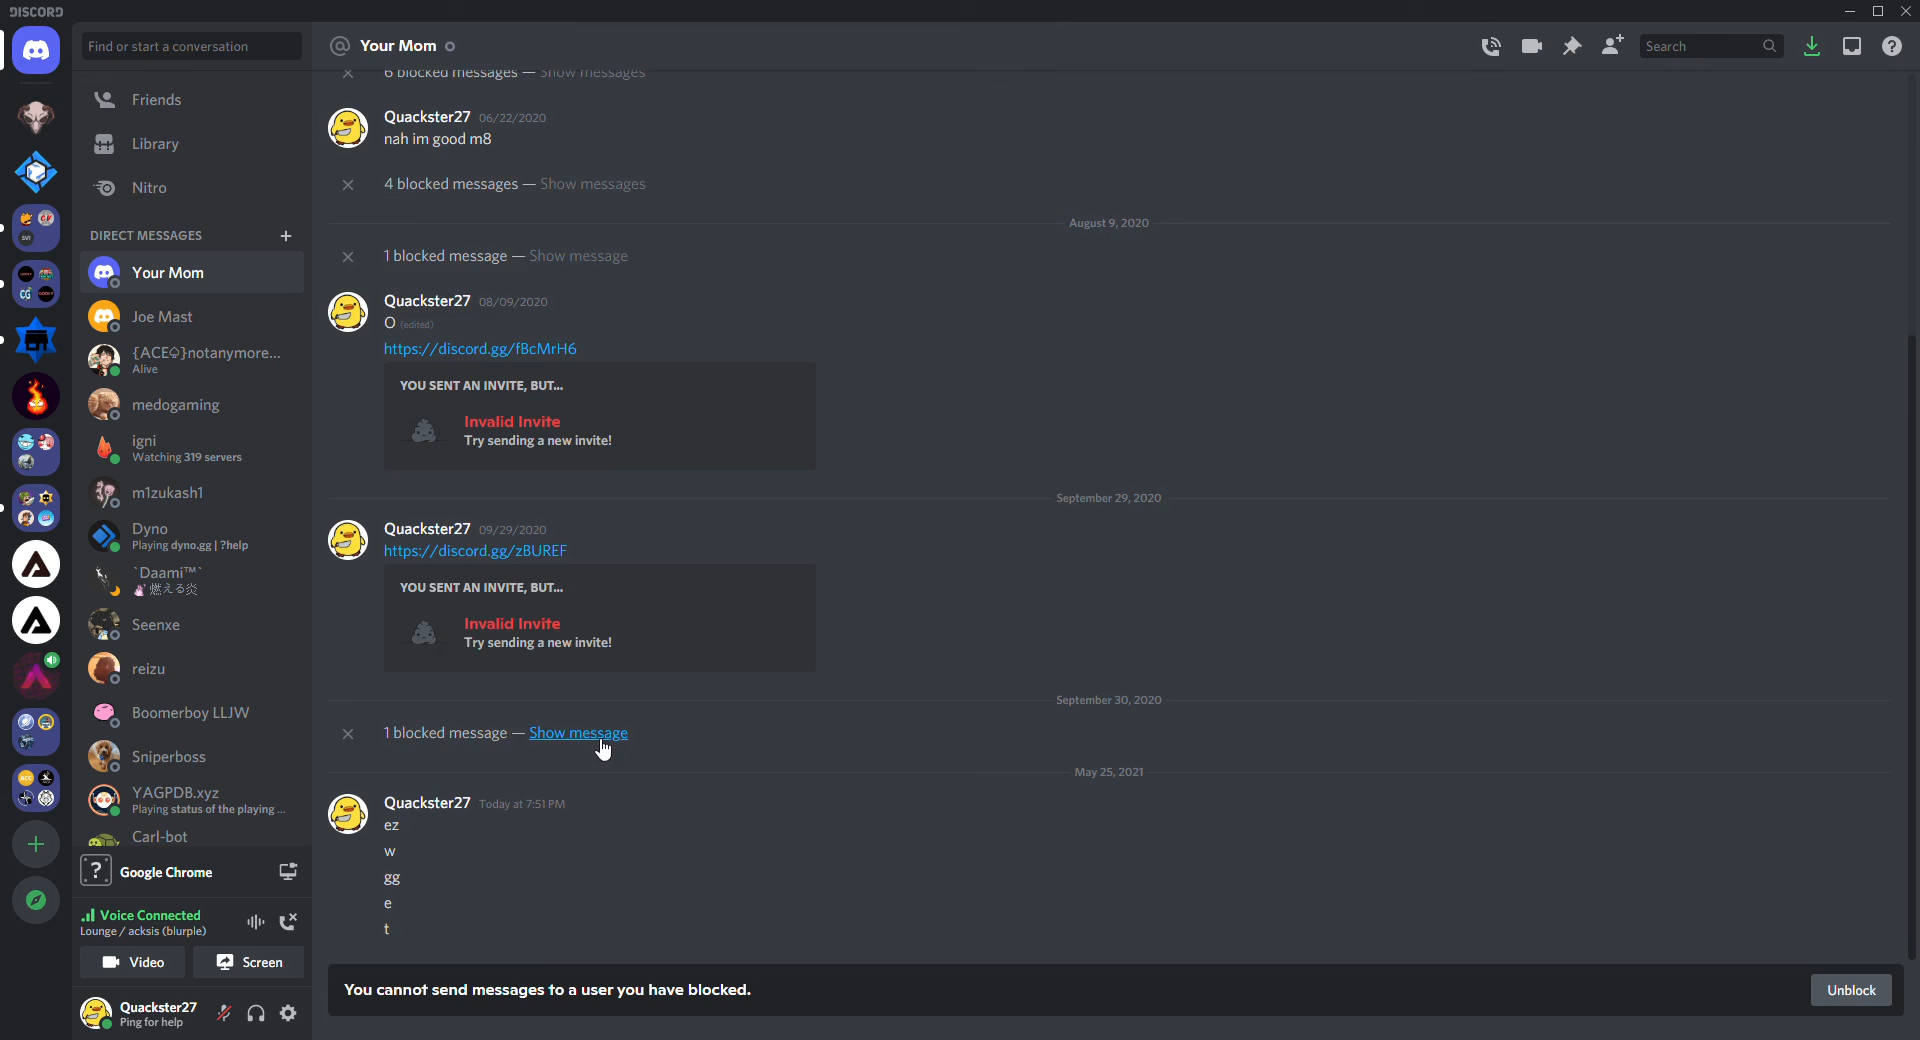 DISCORD
Find or start a conversation
Friends
Library
Nitro
DIRECT MESSAGES
Your Mom
Joe Mast
{ACE♤}notanymore...
Alive
medogaming
igni
Watching 319 servers
m1zukash1
Dyno
Playing dyno.gg | ?help
`Daami™`
燃える炎
Seenxe
reizu
Boomerboy LLJW
Sniperboss
YAGPDB.xyz
Playing status of the playing ...
Carl-bot
? Google Chrome
Voice Connected
Lounge / acksis (blurple)
Video
Screen
Quackster27
Ping for help
@ Your Mom
Search
6 blocked messages — Show messages
Quackster27 06/22/2020
nah im good m8
4 blocked messages — Show messages
August 9, 2020
1 blocked message — Show message
Quackster27 08/09/2020
O (edited)
https://discord.gg/fBcMrH6
YOU SENT AN INVITE, BUT...
Invalid Invite
Try sending a new invite!
September 29, 2020
Quackster27 09/29/2020
https://discord.gg/zBUREF
YOU SENT AN INVITE, BUT...
Invalid Invite
Try sending a new invite!
September 30, 2020
1 blocked message — Show message
May 25, 2021
Quackster27 Today at 7:51 PM
ez
w
gg
e
t
You cannot send messages to a user you have blocked.
Unblock